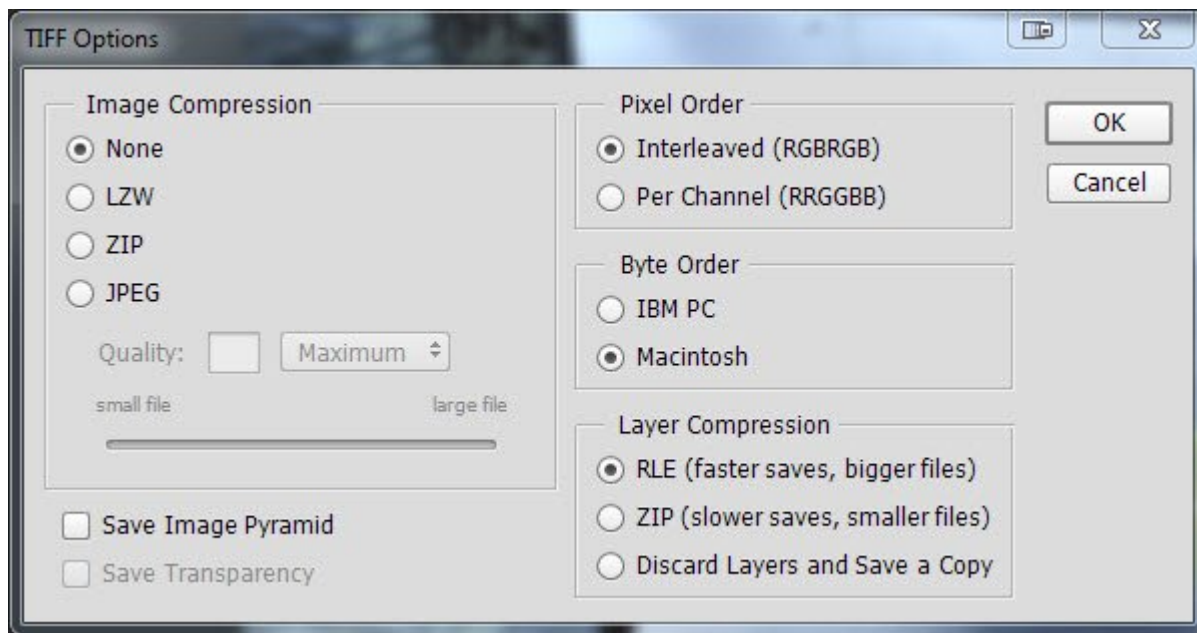 TIFF Options
Image Compression
None
LZW
ZIP
JPEG
Quality:
Maximum
small file
large file
Save Image Pyramid
Save Transparency
Pixel Order
Interleaved (RGBRGB)
Per Channel (RRGGBB)
Byte Order
IBM PC
Macintosh
Layer Compression
RLE (faster saves, bigger files)
ZIP (slower saves, smaller files)
Discard Layers and Save a Copy
OK
Cancel